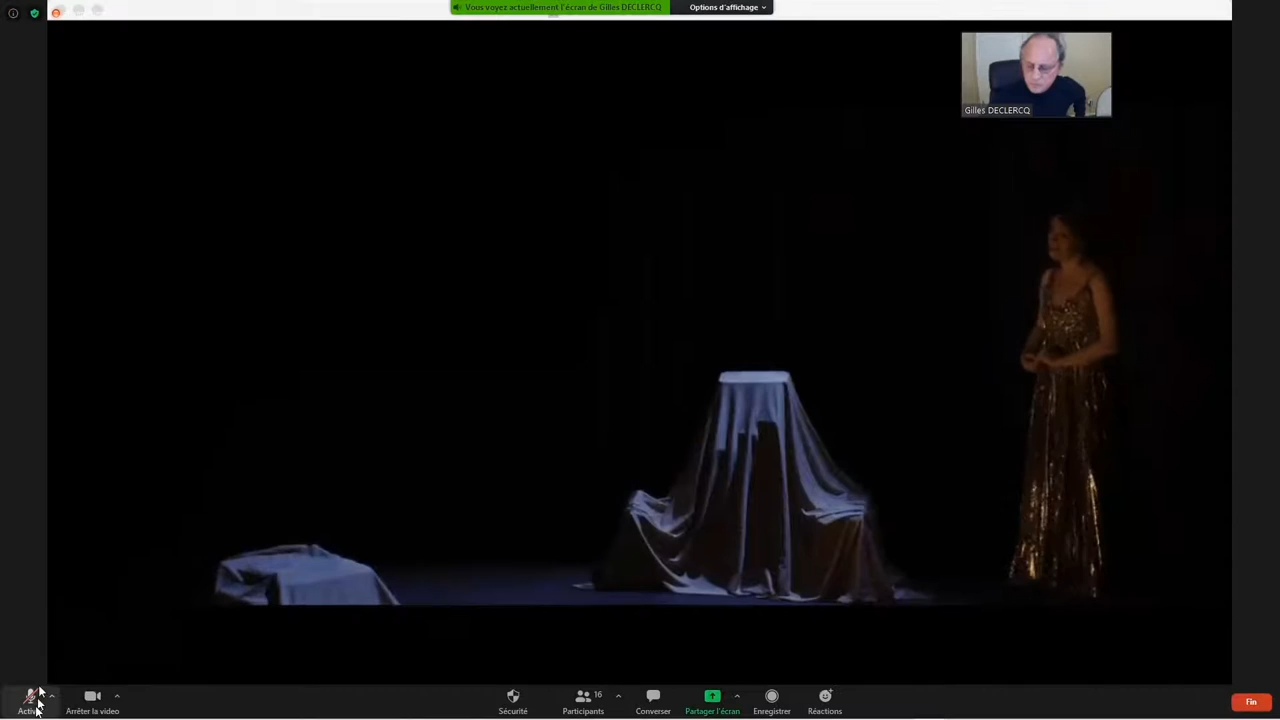 Vous voyez actuellement l'écran de Gilles DECLERCQ
Options d'affichage
Gilles DECLERCQ
Arrêter la video
Sécurité
16
Participants
Converser
Partager l'écran
Enregistrer
Réactions
Fin